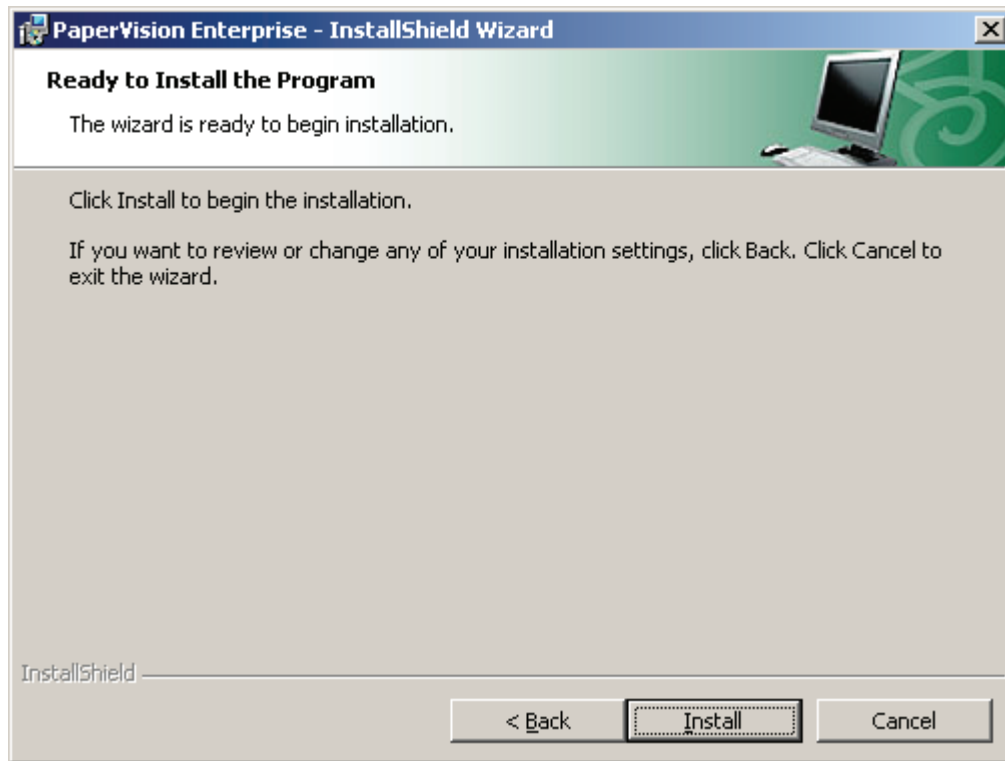 PaperVision Enterprise - InstallShield Wizard
Ready to Install the Program
The wizard is ready to begin installation.
Click Install to begin the installation.
If you want to review or change any of your installation settings, click Back. Click Cancel to
exit the wizard.
InstallShield
< Back Install Cancel